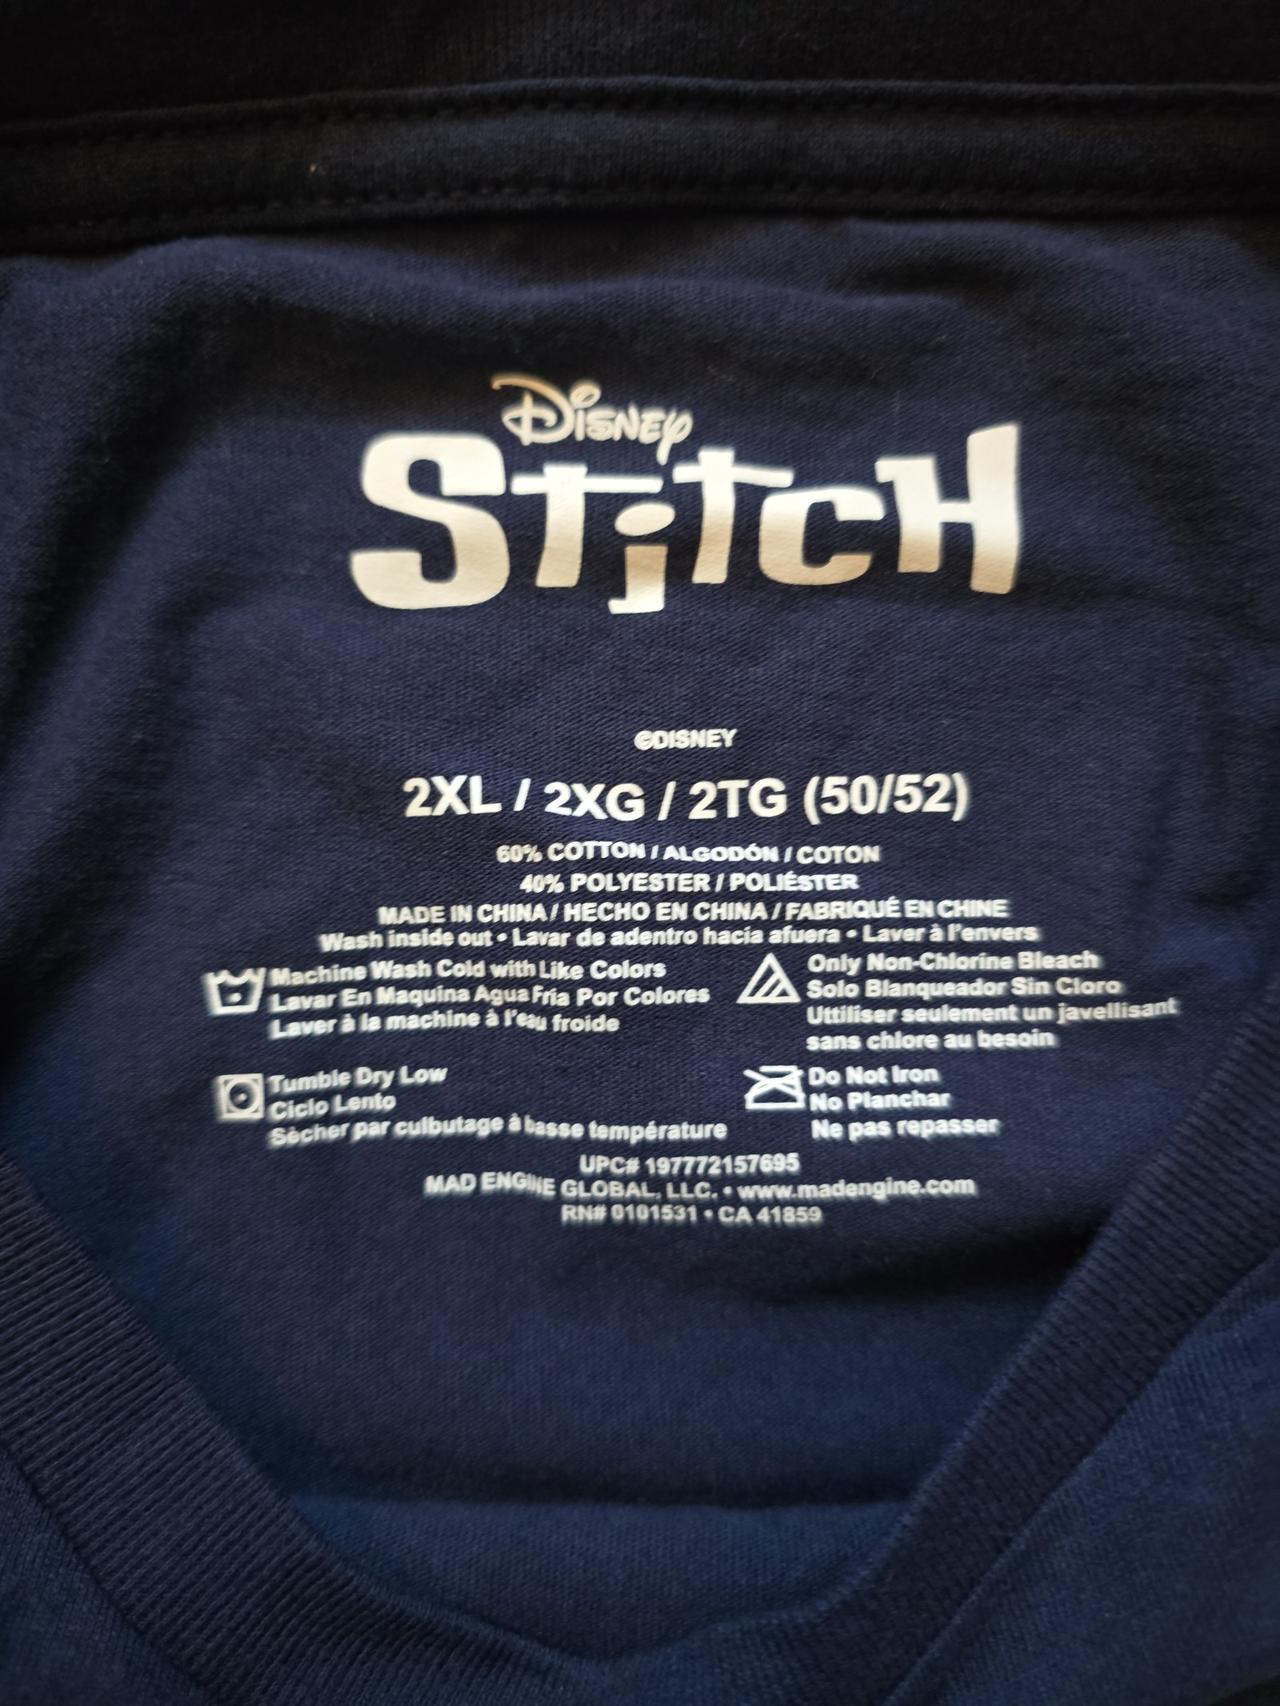 Disney
Stitch
©DISNEY
2XL / 2XG / 2TG (50/52)
60% COTTON / ALGODÓN / COTON
40% POLYESTER / POLIÉSTER
MADE IN CHINA / HECHO EN CHINA / FABRIQUÉ EN CHINE
Wash inside out • Lavar de adentro hacia afuera • Laver à l'envers
Machine Wash Cold with Like Colors
Lavar En Maquina Agua Fria Por Colores
Laver à la machine à l'eau froide
Only Non-Chlorine Bleach
Solo Blanqueador Sin Cloro
Uttiliser seulement un javellisant
sans chlore au besoin
Tumble Dry Low
Ciclo Lento
Sècher par culbutage à basse température
Do Not Iron
No Planchar
Ne pas repasser
UPC# 197772157695
MAD ENGINE GLOBAL, LLC. • www.madengine.com
RN# 0101531 • CA 41859